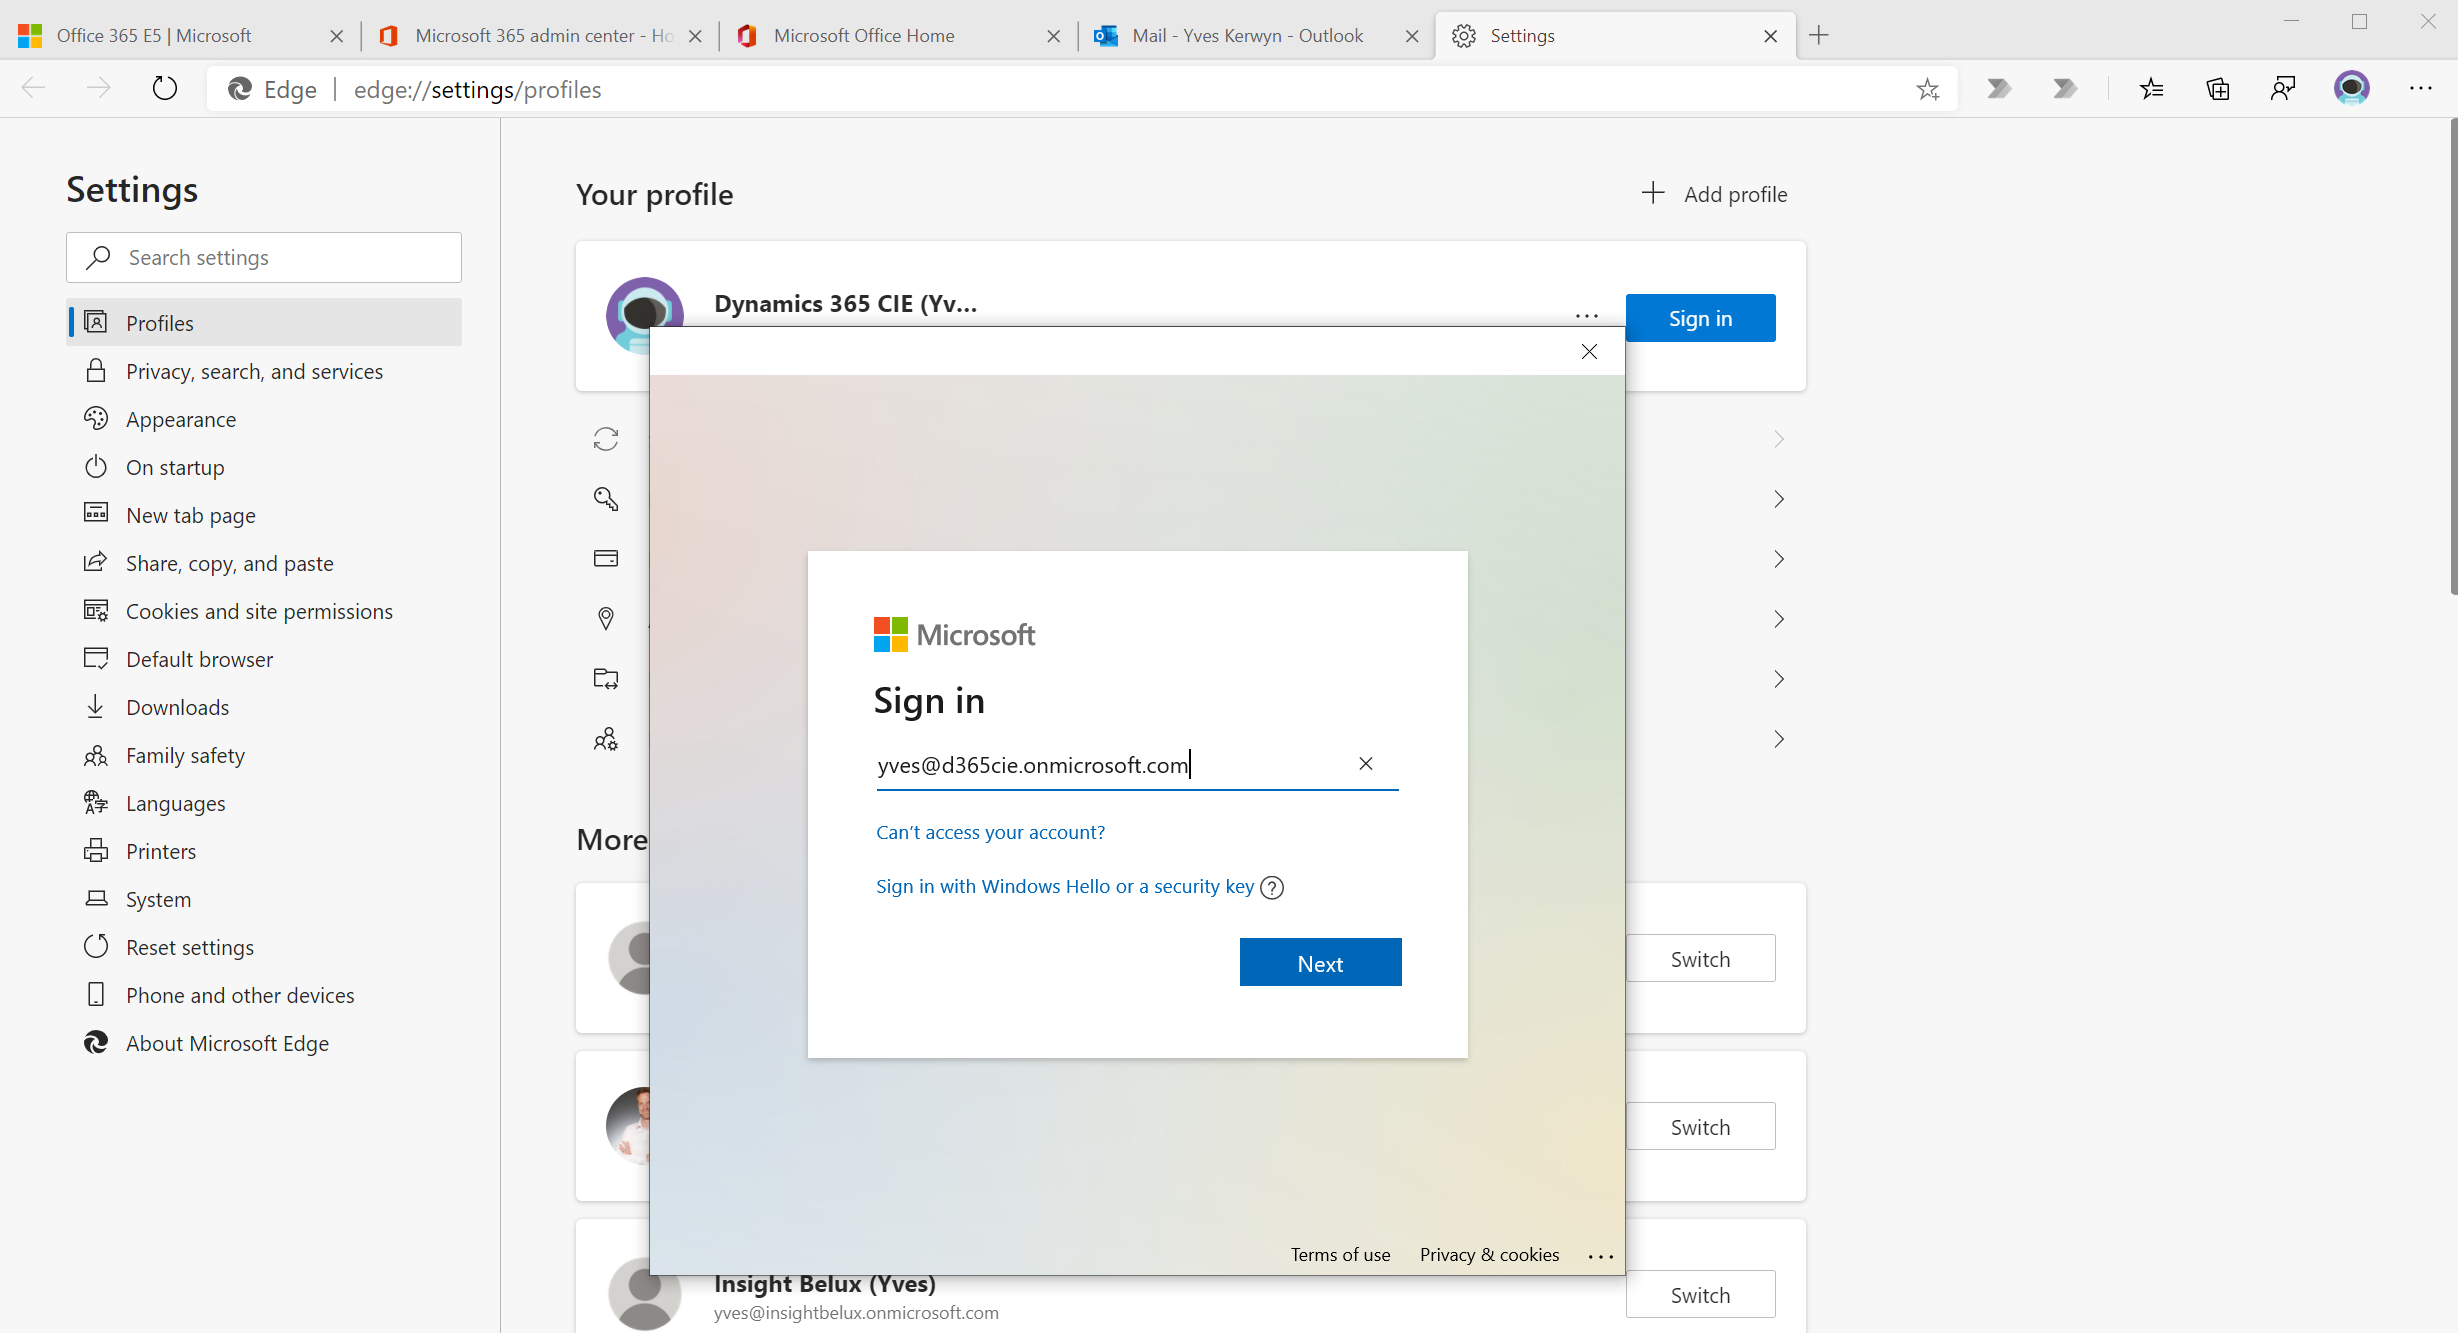 Office 365 E5 | Microsoft
Microsoft 365 admin center - Ho
Microsoft Office Home
Mail - Yves Kerwyn - Outlook
Settings
Edge
edge://settings/profiles
Settings
Search settings
Profiles
Privacy, search, and services
Appearance
On startup
New tab page
Share, copy, and paste
Cookies and site permissions
Default browser
Downloads
Family safety
Languages
Printers
System
Reset settings
Phone and other devices
About Microsoft Edge
Your profile
Add profile
Dynamics 365 CIE (Yv...
Sign in
Microsoft
Sign in
yves@d365cie.onmicrosoft.com
Can't access your account?
Sign in with Windows Hello or a security key
Next
Terms of use
Privacy & cookies
More
Switch
Switch
Insight Belux (Yves)
yves@insightbelux.onmicrosoft.com
Switch